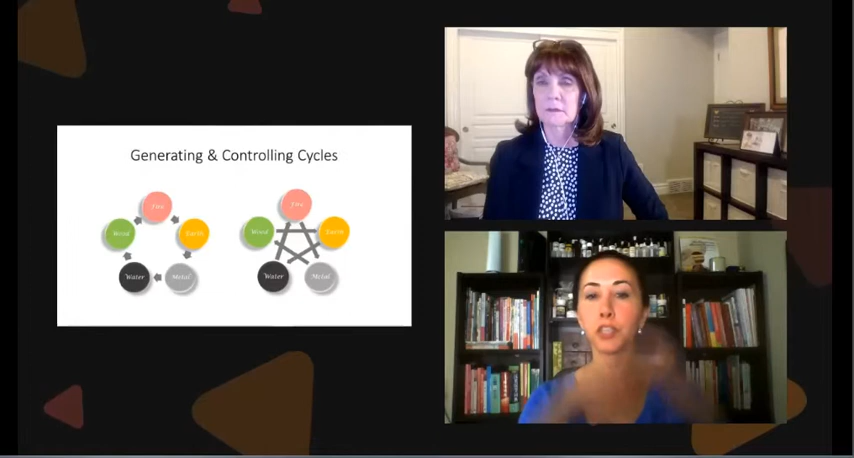 Generating & Controlling Cycles
Fire
Wood
Earth
Water
Metal
Fire
Wood
Earth
Water
Metal